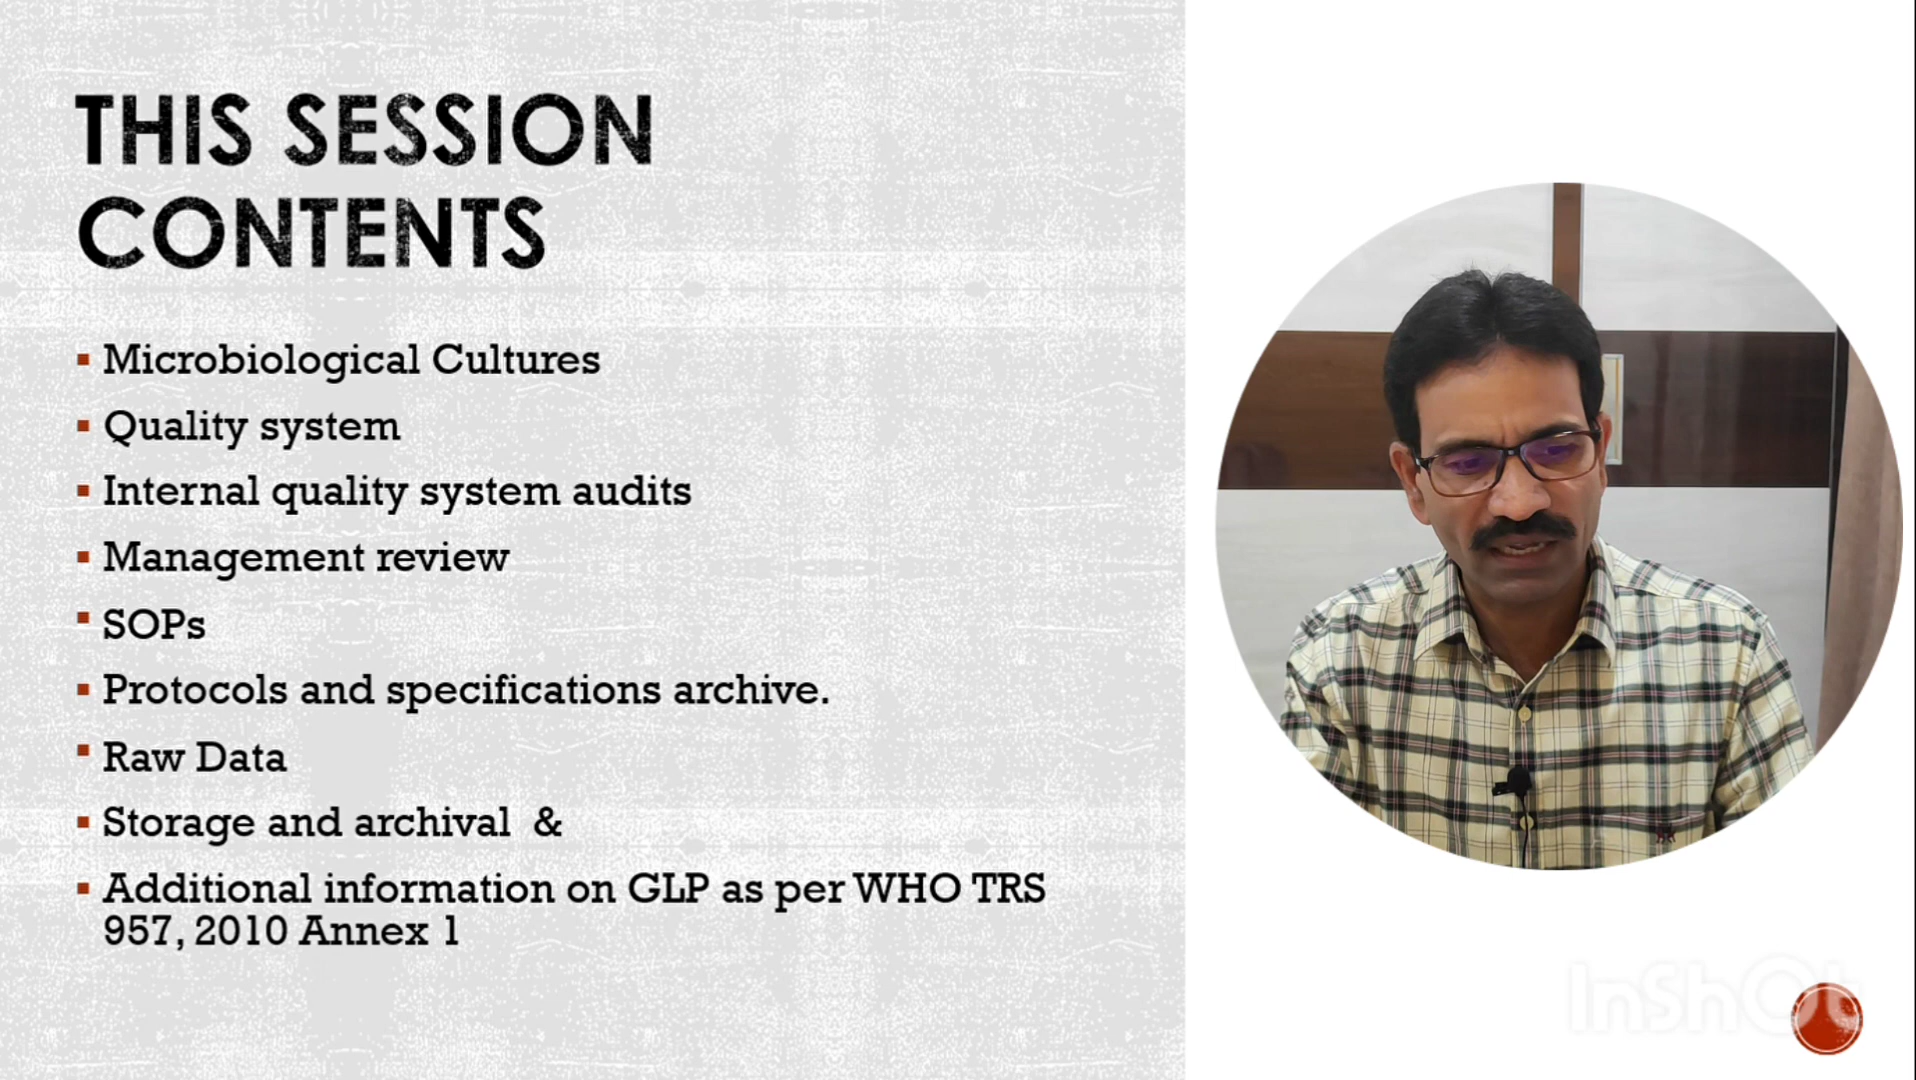 THIS SESSION
CONTENTS
Microbiological Cultures
Quality system
Internal quality system audits
Management review
SOPs
Protocols and specifications archive.
Raw Data
Storage and archival &
Additional information on GLP as per WHO TRS
957, 2010 Annex 1
InShOt